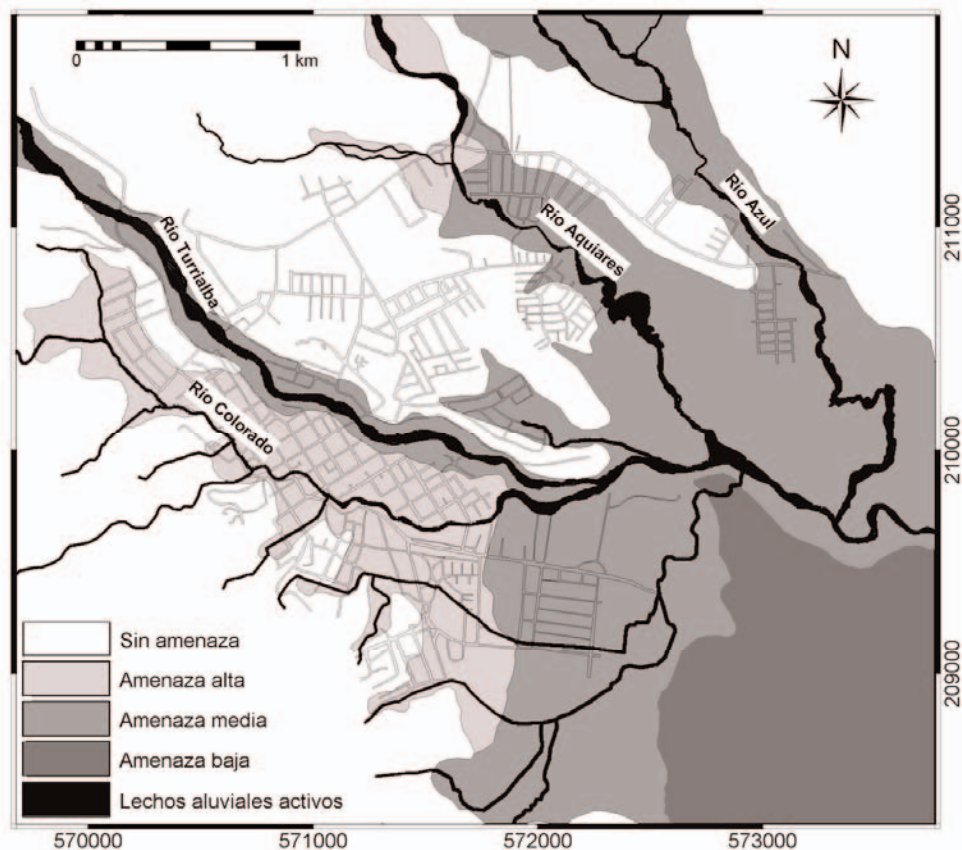 0
1 km
N
Río Turrialba
Río Aquiares
Río Azul
Río Colorado
211000
210000
209000
Sin amenaza
Amenaza alta
Amenaza media
Amenaza baja
Lechos aluviales activos
570000
571000
572000
573000